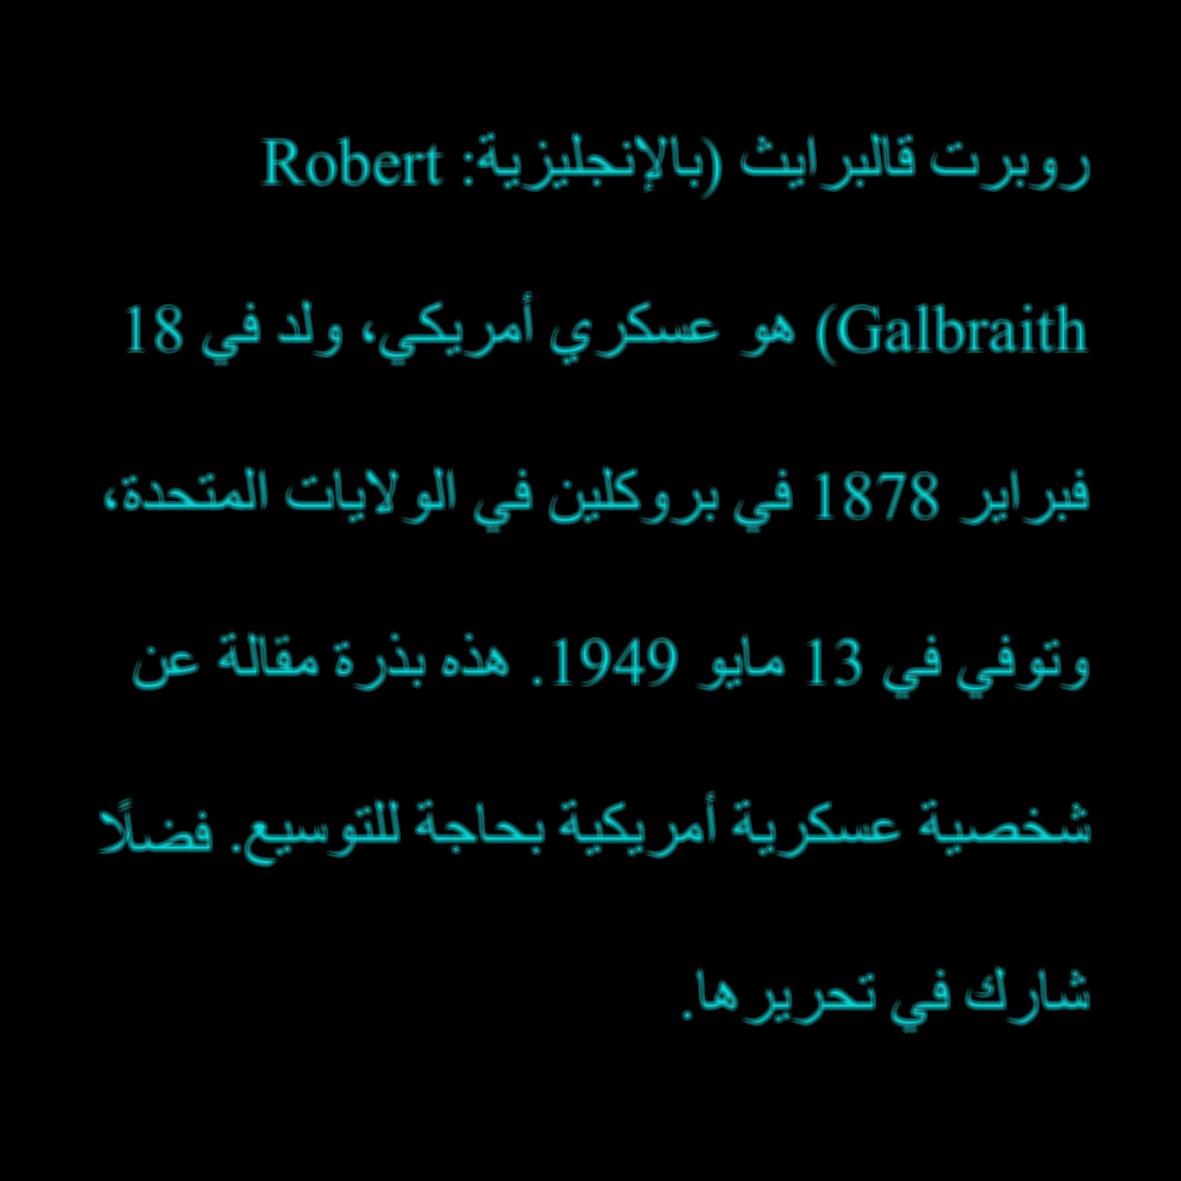 روبرت قالبرايث (بالإنجليزية: Robert
Galbraith) هو عسكري أمريكي، ولد في 18
فبراير 1878 في بروكلين في الولايات المتحدة،
وتوفي في 13 مايو 1949. هذه بذرة مقالة عن
شخصية عسكرية أمريكية بحاجة للتوسيع. فضلًا
شارك في تحريرها.